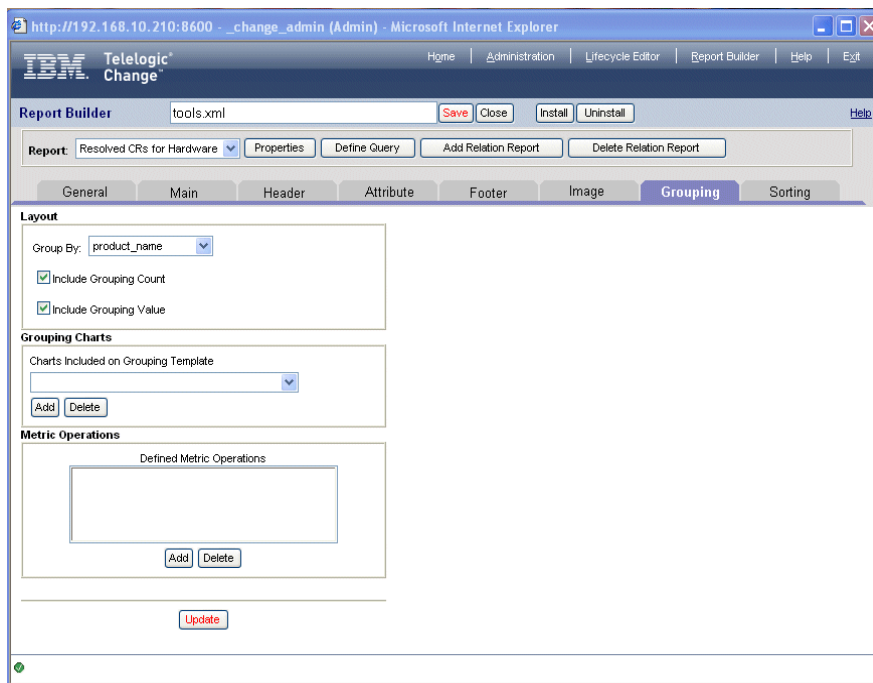 http://192.168.10.210:8600 - _change_admin (Admin) - Microsoft Internet Explorer
IBM. Telelogic® Change™
Home | Administration | Lifecycle Editor | Report Builder | Help | Exit
Report Builder tools.xml Save Close Install Uninstall Help
Report: Resolved CRs for Hardware Properties Define Query Add Relation Report Delete Relation Report
General Main Header Attribute Footer Image Grouping Sorting
Layout
Group By: product_name
Include Grouping Count
Include Grouping Value
Grouping Charts
Charts Included on Grouping Template
Add Delete
Metric Operations
Defined Metric Operations
Add Delete
Update